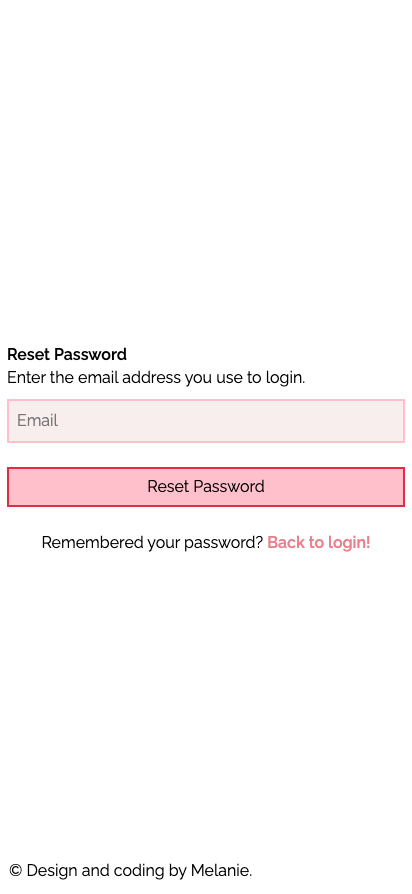 Reset Password
Enter the email address you use to login.
Email
Reset Password
Remembered your password? Back to login!
© Design and coding by Melanie.